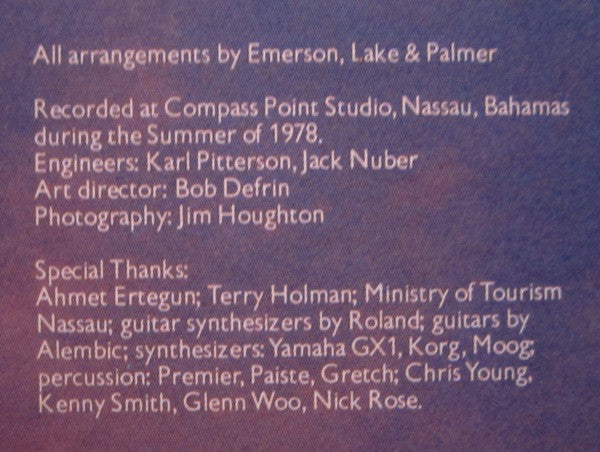 All arrangements by Emerson, Lake & Palmer
Recorded at Compass Point Studio, Nassau, Bahamas
during the Summer of 1978.
Engineers: Karl Pitterson, Jack Nuber
Art director: Bob Defrin
Photography: Jim Houghton
Special Thanks:
Ahmet Ertegun; Terry Holman; Ministry of Tourism
Nassau; guitar synthesizers by Roland; guitars by
Alembic; synthesizers: Yamaha GX1, Korg, Moog;
percussion: Premier, Paiste, Gretch; Chris Young,
Kenny Smith, Glenn Woo, Nick Rose.